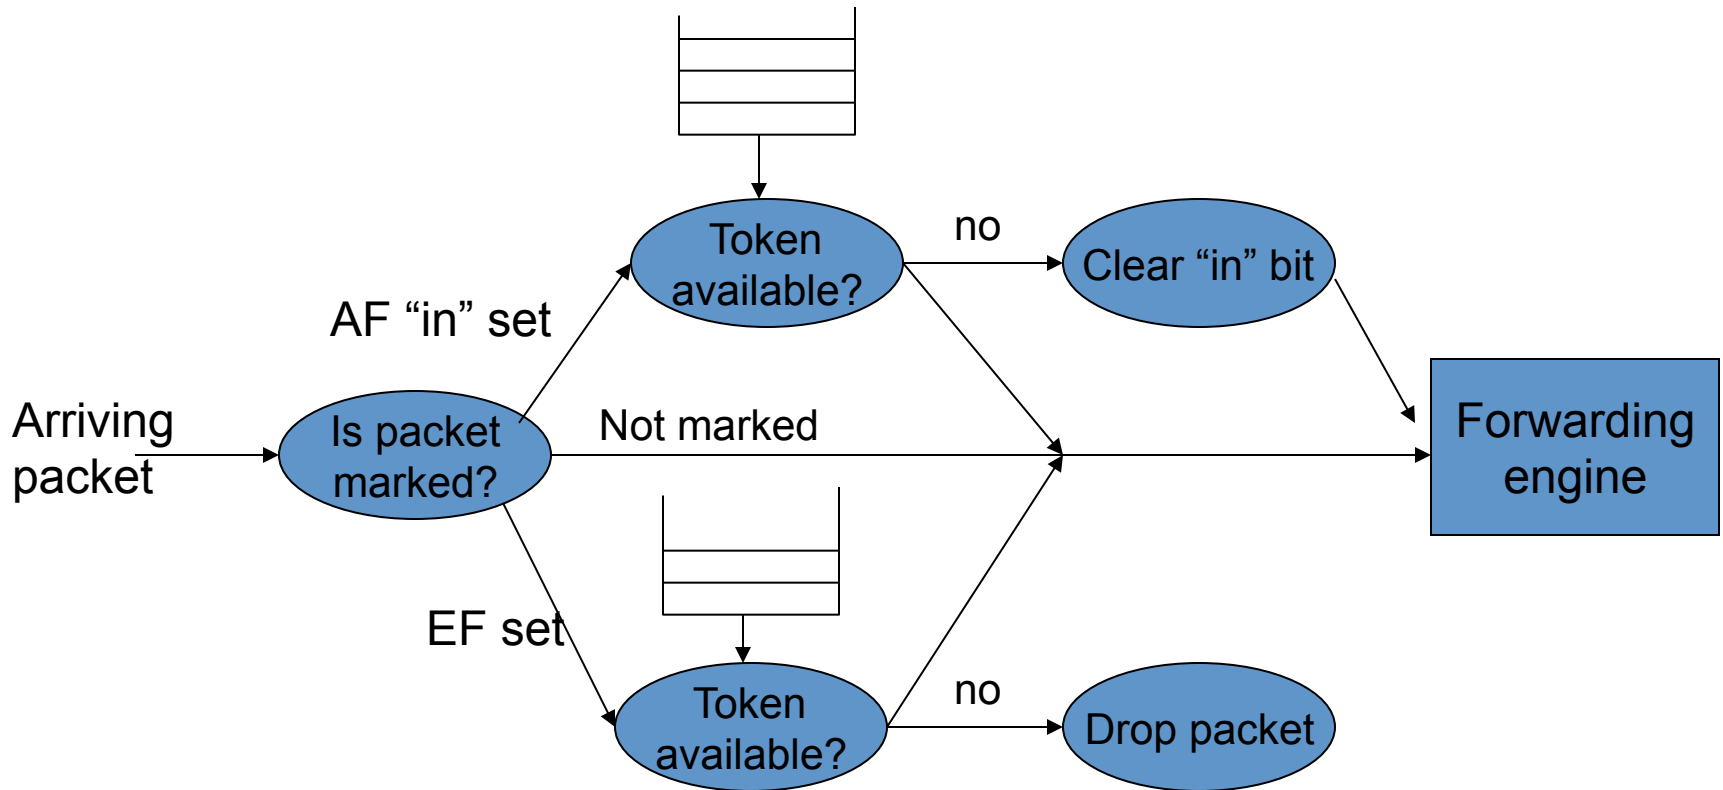 Token
available?
no
Clear “in” bit
AF “in” set
Arriving
packet
Is packet
marked?
Not marked
Forwarding
engine
EF set
Token
available?
no
Drop packet